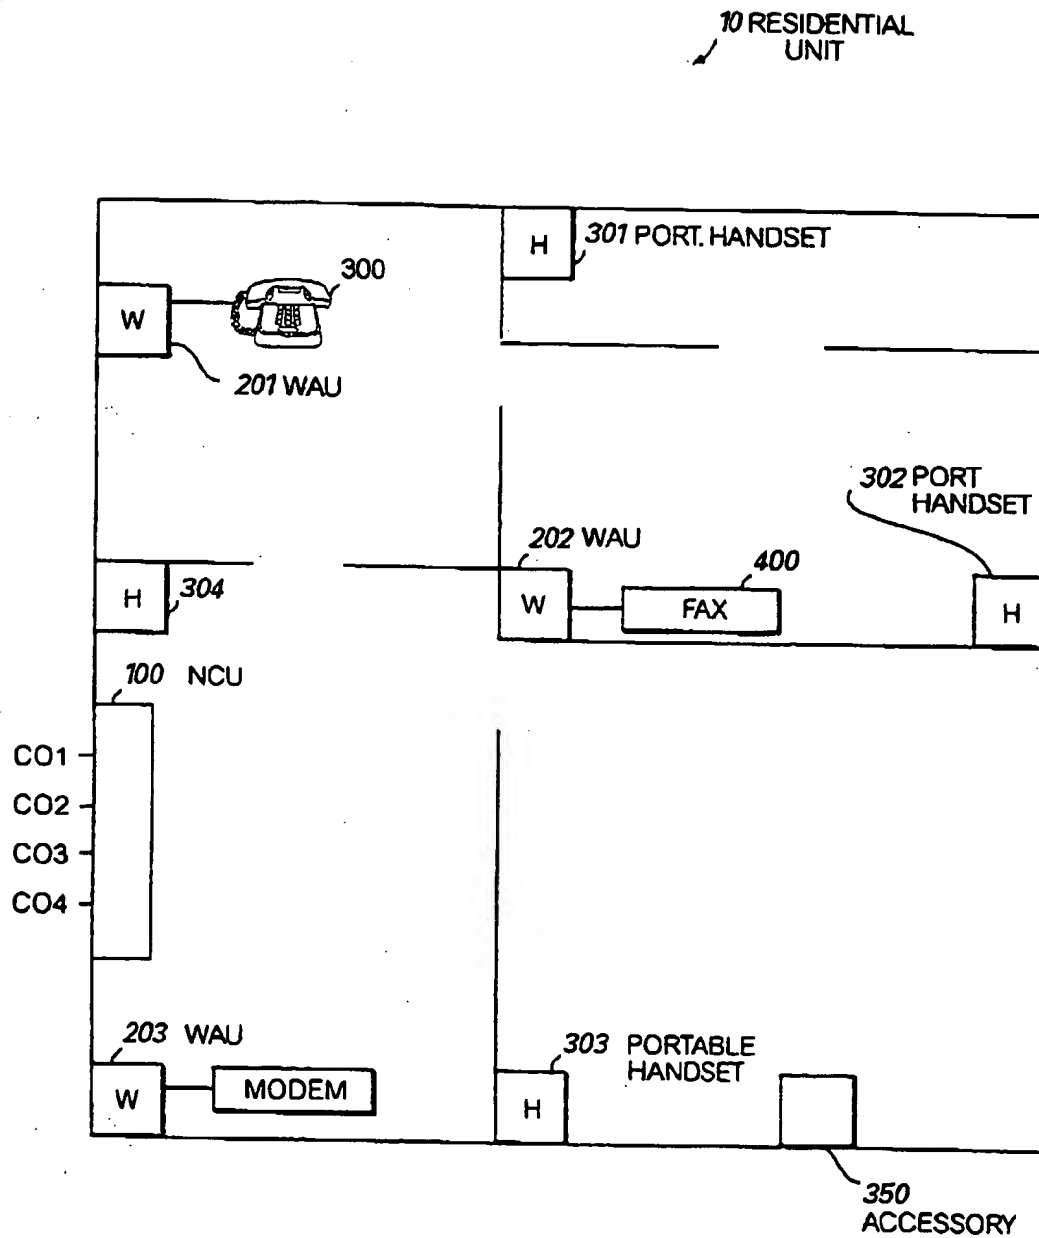 10 RESIDENTIAL
UNIT
H
301 PORT. HANDSET
300
W
201 WAU
302 PORT
HANDSET
202 WAU
400
H
304
W
FAX
H
100 NCU
CO1
CO2
CO3
CO4
203 WAU
303 PORTABLE
HANDSET
W
MODEM
H
350
ACCESSORY